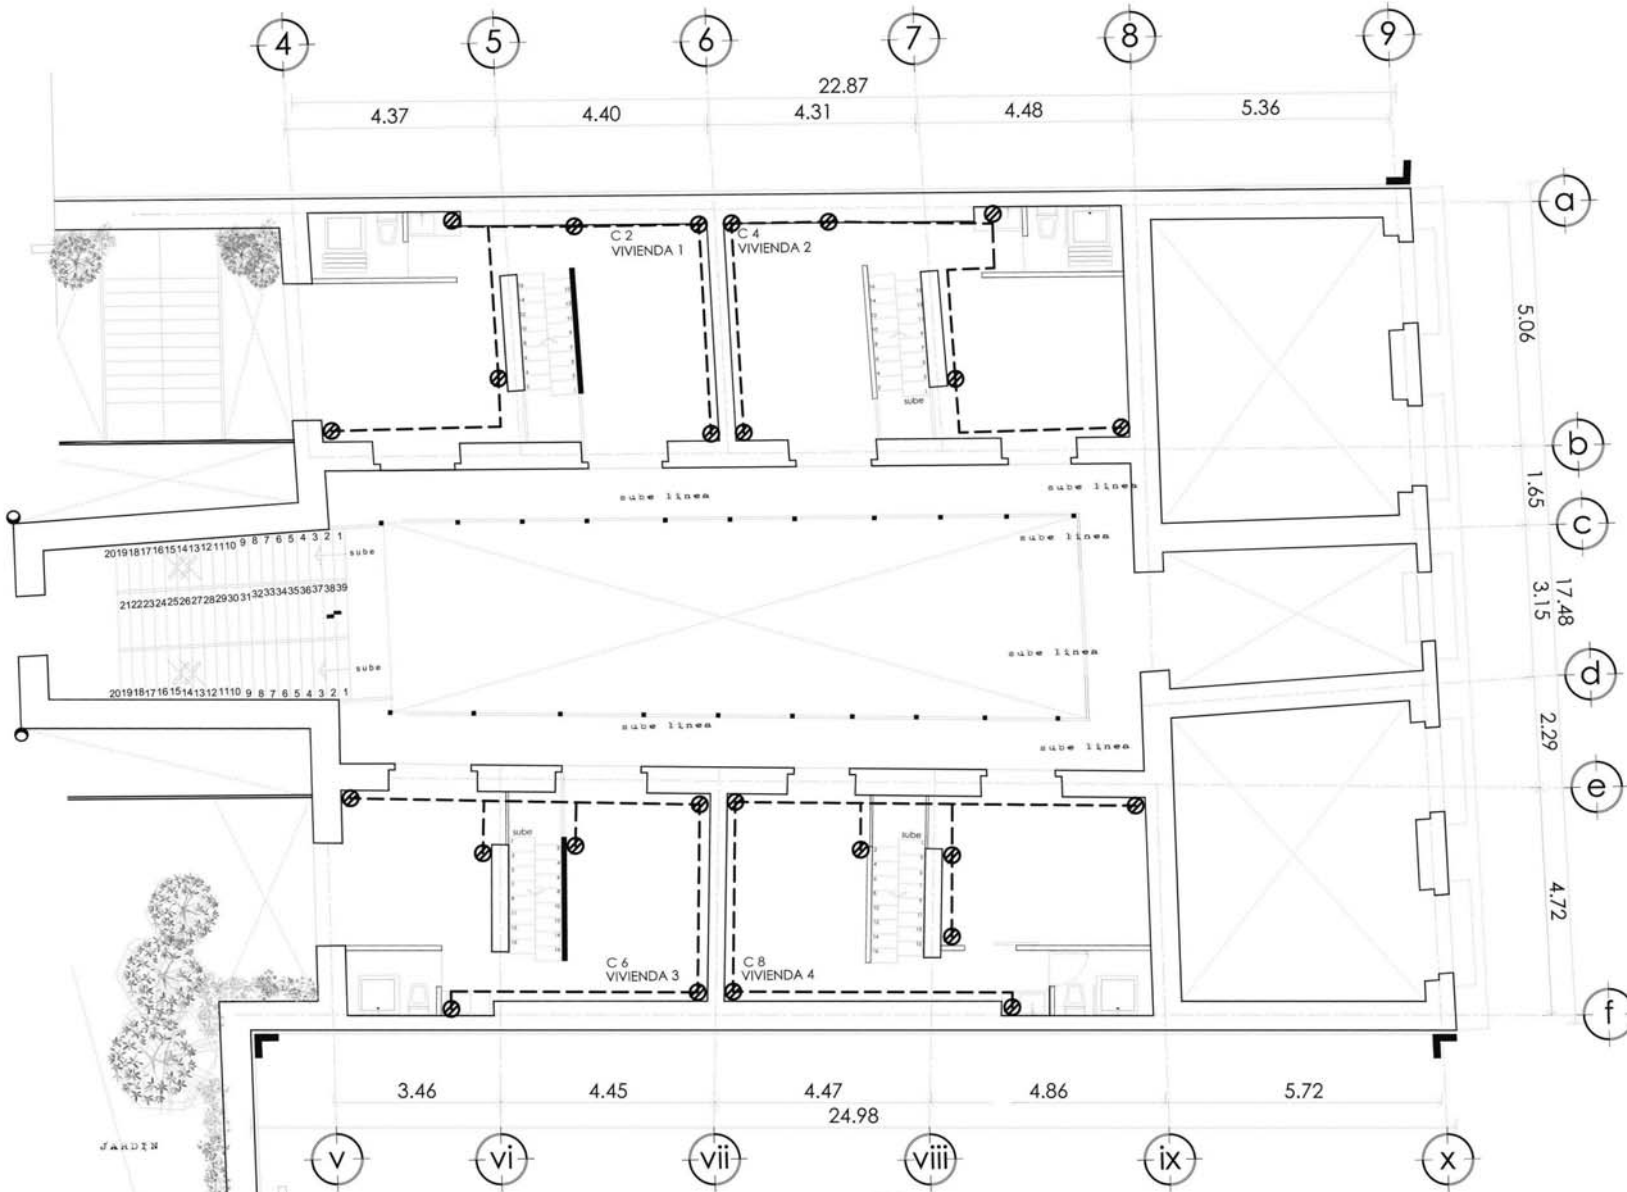 4 5 6 7 8 9
22.87
4.37 4.40 4.31 4.48 5.36
a
C 2
VIVIENDA 1
C 4
VIVIENDA 2
5.06
sube
b
sube linea sube linea
1.65
c
sube linea
20 19 18 17 16 15 14 13 12 11 10 9 8 7 6 5 4 3 2 1
sube
21 22 23 24 25 26 27 28 29 30 31 32 33 34 35 36 37 38 39
17.48
3.15
sube linea
sube
d
20 19 18 17 16 15 14 13 12 11 10 9 8 7 6 5 4 3 2 1
sube linea
2.29
sube linea
e
sube sube
4.72
C 6
VIVIENDA 3
C 8
VIVIENDA 4
f
3.46 4.45 4.47 4.86 5.72
24.98
JARDIN
v vi vii viii ix x